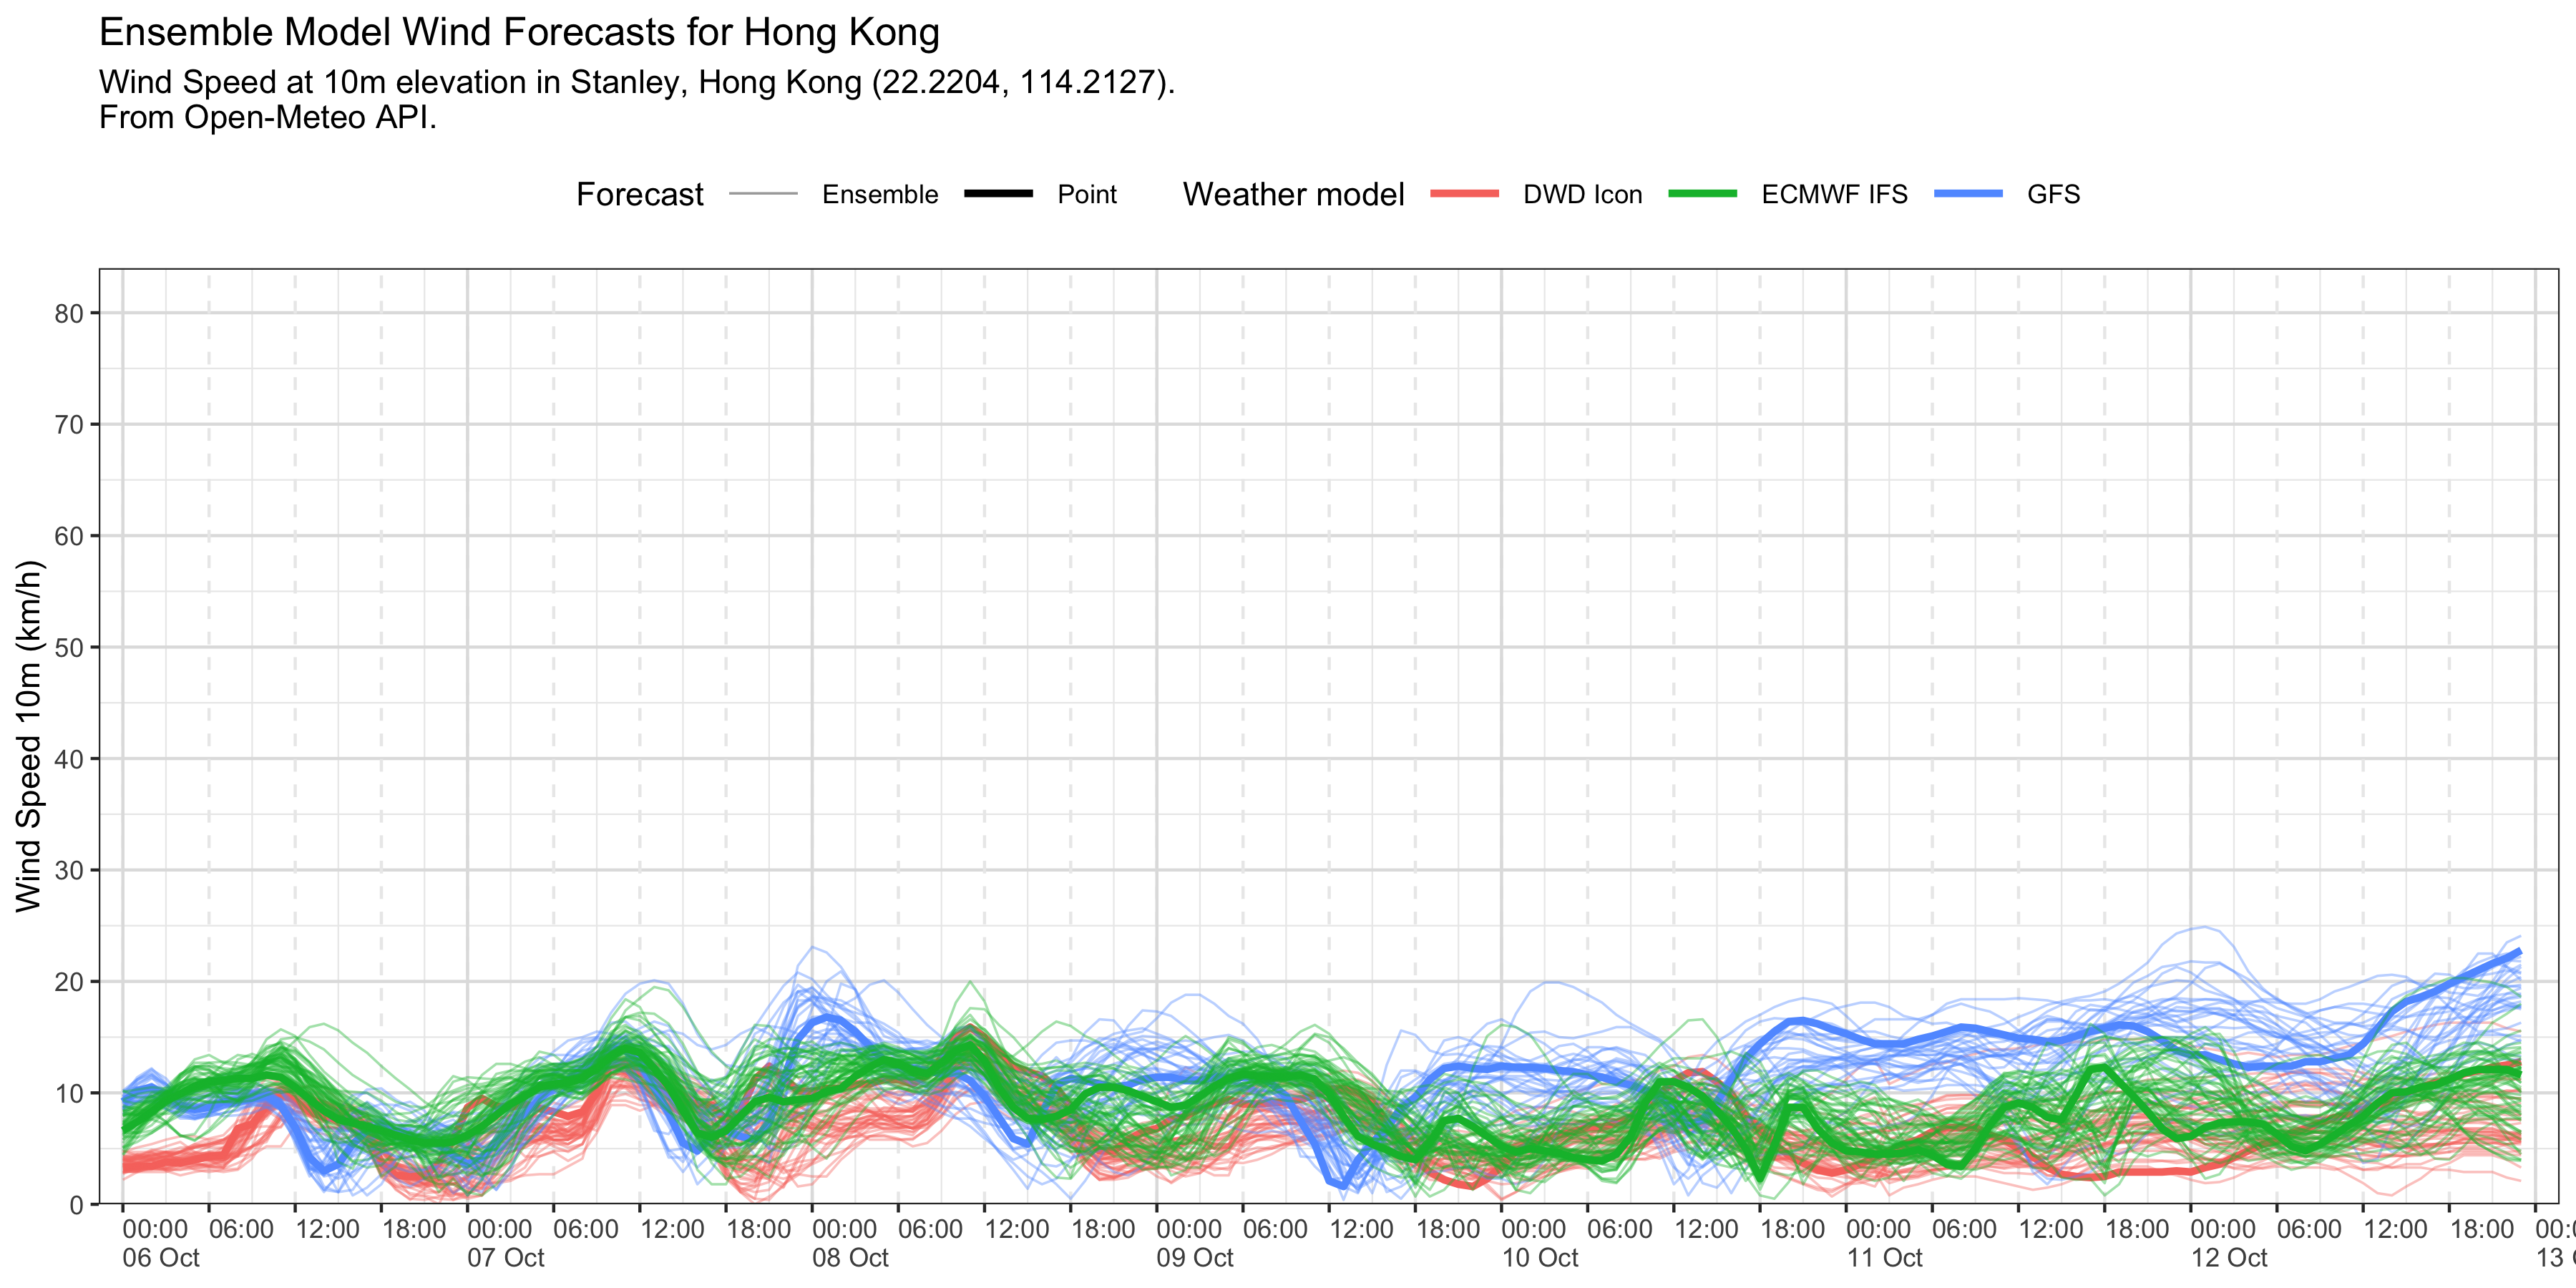 Ensemble Model Wind Forecasts for Hong Kong
Wind Speed at 10m elevation in Stanley, Hong Kong (22.2204, 114.2127).
From Open-Meteo API.
Forecast Ensemble Point Weather model DWD Icon ECMWF IFS GFS
Wind Speed 10m (km/h)
80
70
60
50
40
30
20
10
0
00:00 06:00 12:00 18:00 00:00 06:00 12:00 18:00 00:00 06:00 12:00 18:00 00:00 06:00 12:00 18:00 00:00 06:00 12:00 18:00 00:00 06:00 12:00 18:00 00:00 06:00 12:00 18:00
06 Oct 07 Oct 08 Oct 09 Oct 10 Oct 11 Oct 12 Oct 13